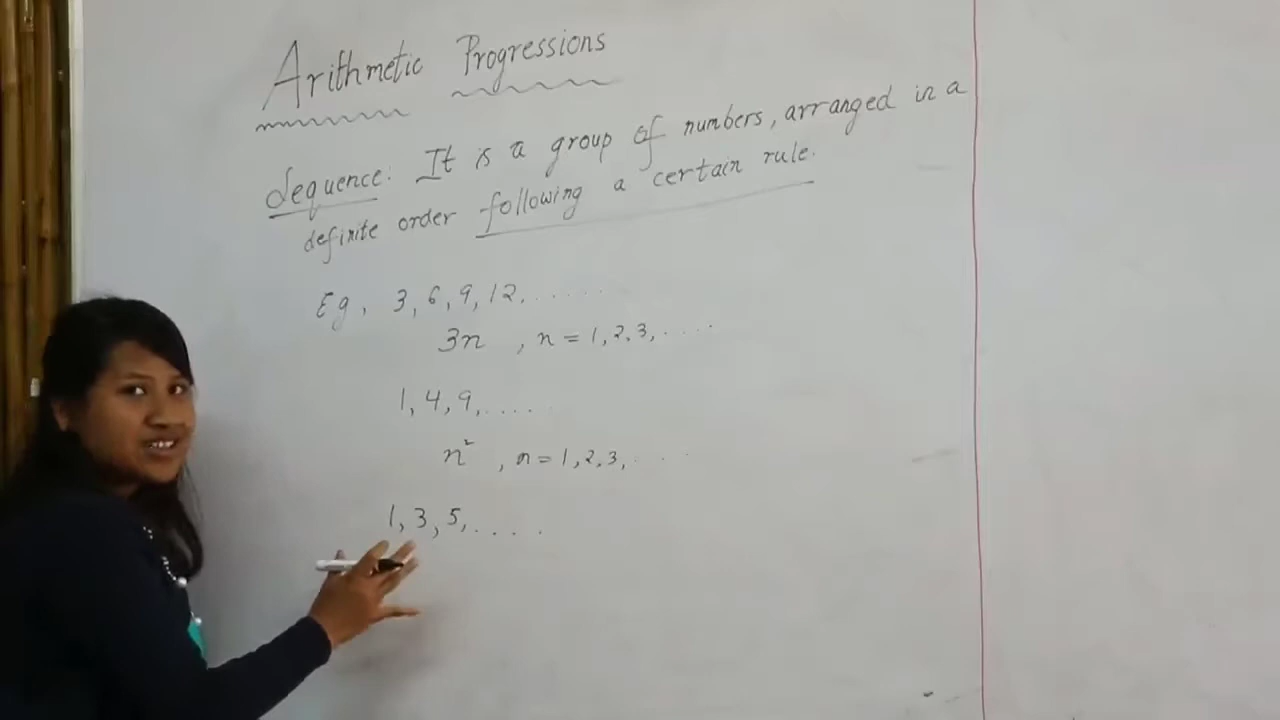 Arithmetic Progressions
Sequence: It is a group of numbers, arranged in a
definite order following a certain rule.
Eg, 3, 6, 9, 12, ......
3n , n = 1, 2, 3, ....
1, 4, 9, .....
n² , n = 1, 2, 3, ....
1, 3, 5, ....